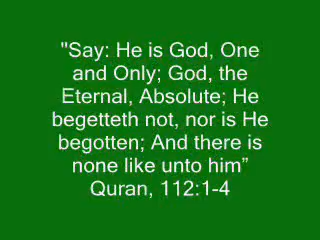 "Say: He is God, One
and Only; God, the
Eternal, Absolute; He
begetteth not, nor is He
begotten; And there is
none like unto him”
Quran, 112:1-4